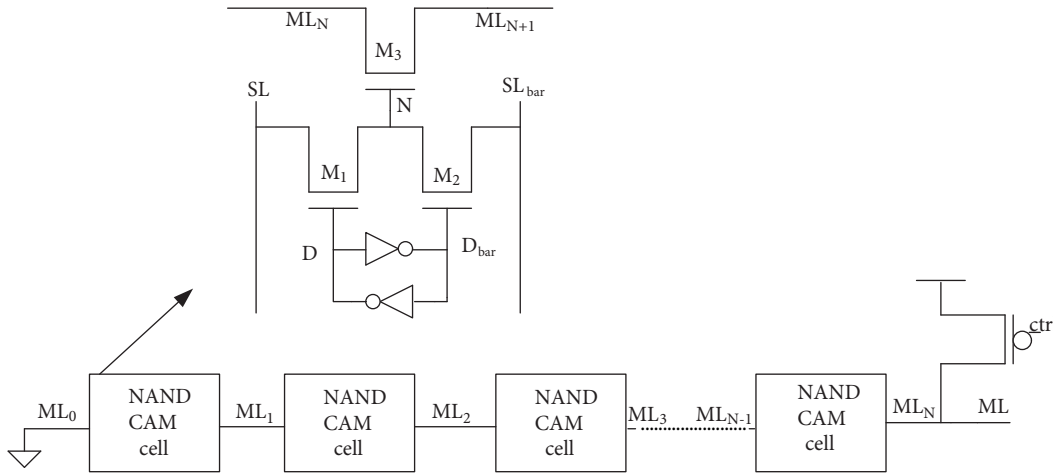 ML_N
ML_N+1
M_3
SL
SL_bar
N
M_1
M_2
D
D_bar
ctr
NAND
CAM
cell
NAND
CAM
cell
NAND
CAM
cell
NAND
CAM
cell
ML_0
ML_1
ML_2
ML_3
ML_N-1
ML_N
ML